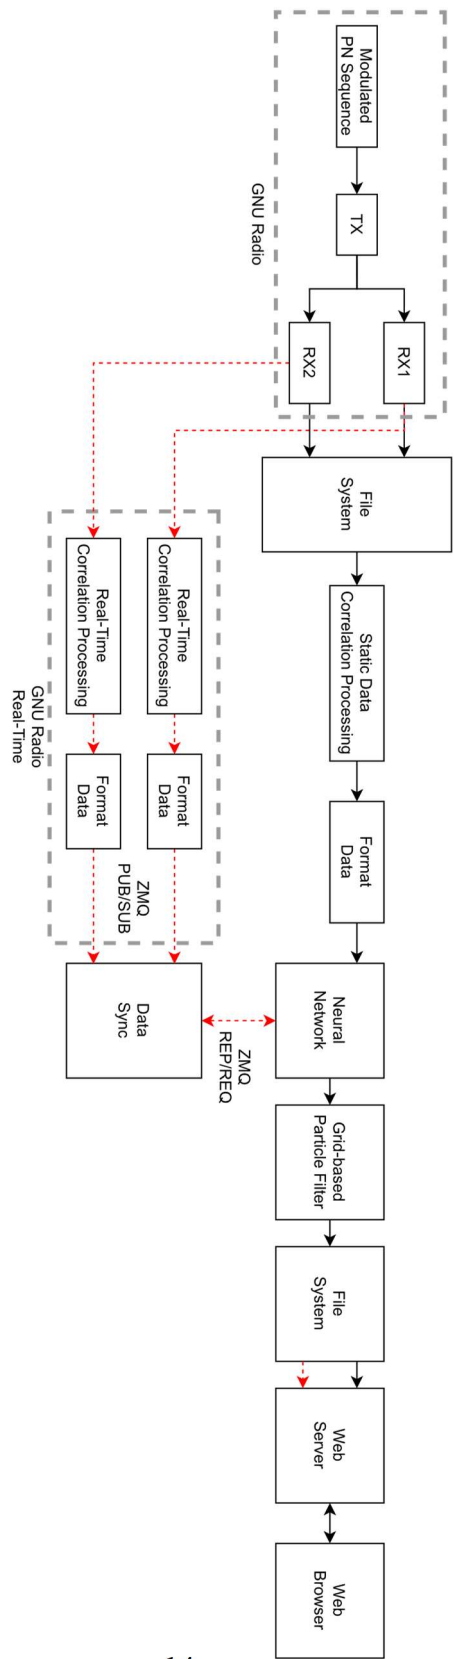 Modulated
PN Sequence
TX
GNU Radio
RX1
RX2
File
System
Static Data
Correlation Processing
Format
Data
Real-Time
Correlation Processing
Format
Data
Real-Time
Correlation Processing
Format
Data
GNU Radio
Real-Time
ZMQ
PUB/SUB
Data
Sync
ZMQ
REP/REQ
Neural
Network
Grid-based
Particle Filter
File
System
Web
Server
Web
Browser